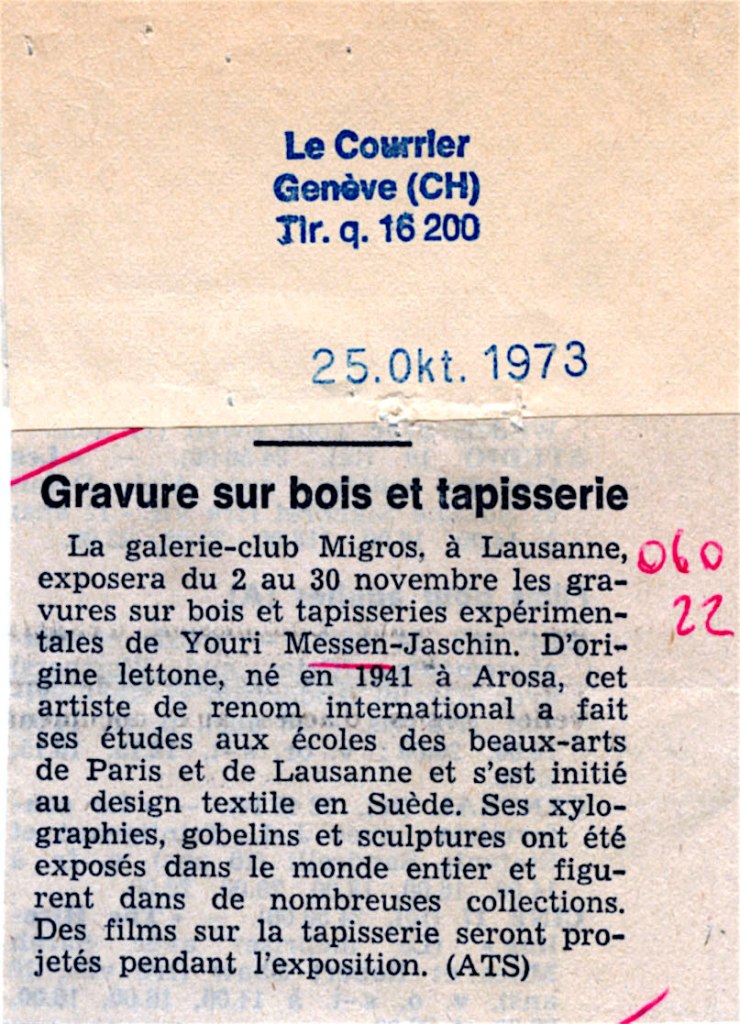 Le Courrier
Genève (CH)
Tir. q. 16 200
25. Okt. 1973
Gravure sur bois et tapisserie
La galerie-club Migros, à Lausanne,
exposera du 2 au 30 novembre les gra-
vures sur bois et tapisseries expérimen-
tales de Youri Messen-Jaschin. D'ori-
gine lettone, né en 1941 à Arosa, cet
artiste de renom international a fait
ses études aux écoles des beaux-arts
de Paris et de Lausanne et s'est initié
au design textile en Suède. Ses xylo-
graphies, gobelins et sculptures ont été
exposés dans le monde entier et figu-
rent dans de nombreuses collections.
Des films sur la tapisserie seront pro-
jetés pendant l'exposition. (ATS)
060
22